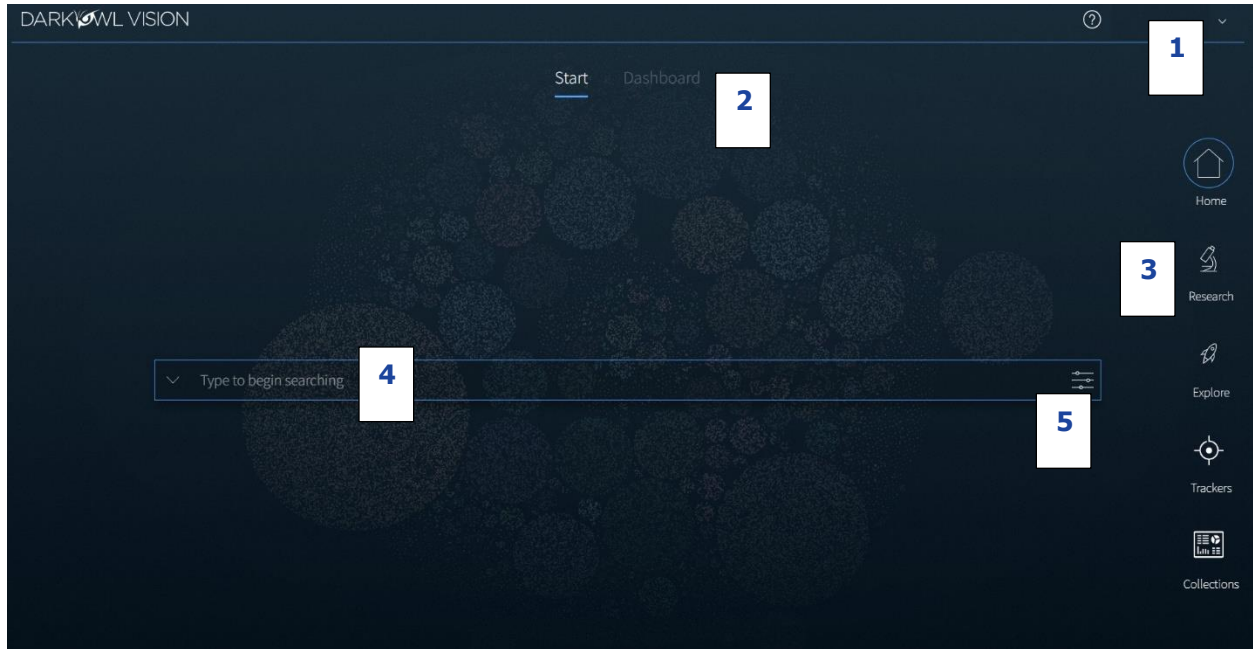 DARKOWL VISION
?
1
Start
Dashboard
2
Home
3
Research
Type to begin searching
4
Explore
5
Trackers
Collections